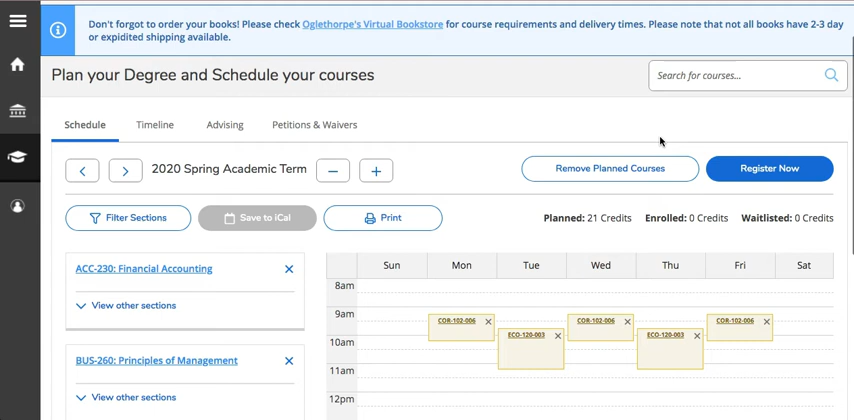 Don't forgot to order your books! Please check Oglethorpe's Virtual Bookstore for course requirements and delivery times. Please note that not all books have 2-3 day
or expidited shipping available.
Plan your Degree and Schedule your courses
Search for courses...
Schedule Timeline Advising Petitions & Waivers
2020 Spring Academic Term
Remove Planned Courses Register Now
Filter Sections Save to iCal Print
Planned: 21 Credits Enrolled: 0 Credits Waitlisted: 0 Credits
ACC-230: Financial Accounting
View other sections
BUS-260: Principles of Management
View other sections
Sun Mon Tue Wed Thu Fri Sat
8am
9am
COR-102-006 COR-102-006 COR-102-006
ECO-120-003 ECO-120-003
10am
11am
12pm